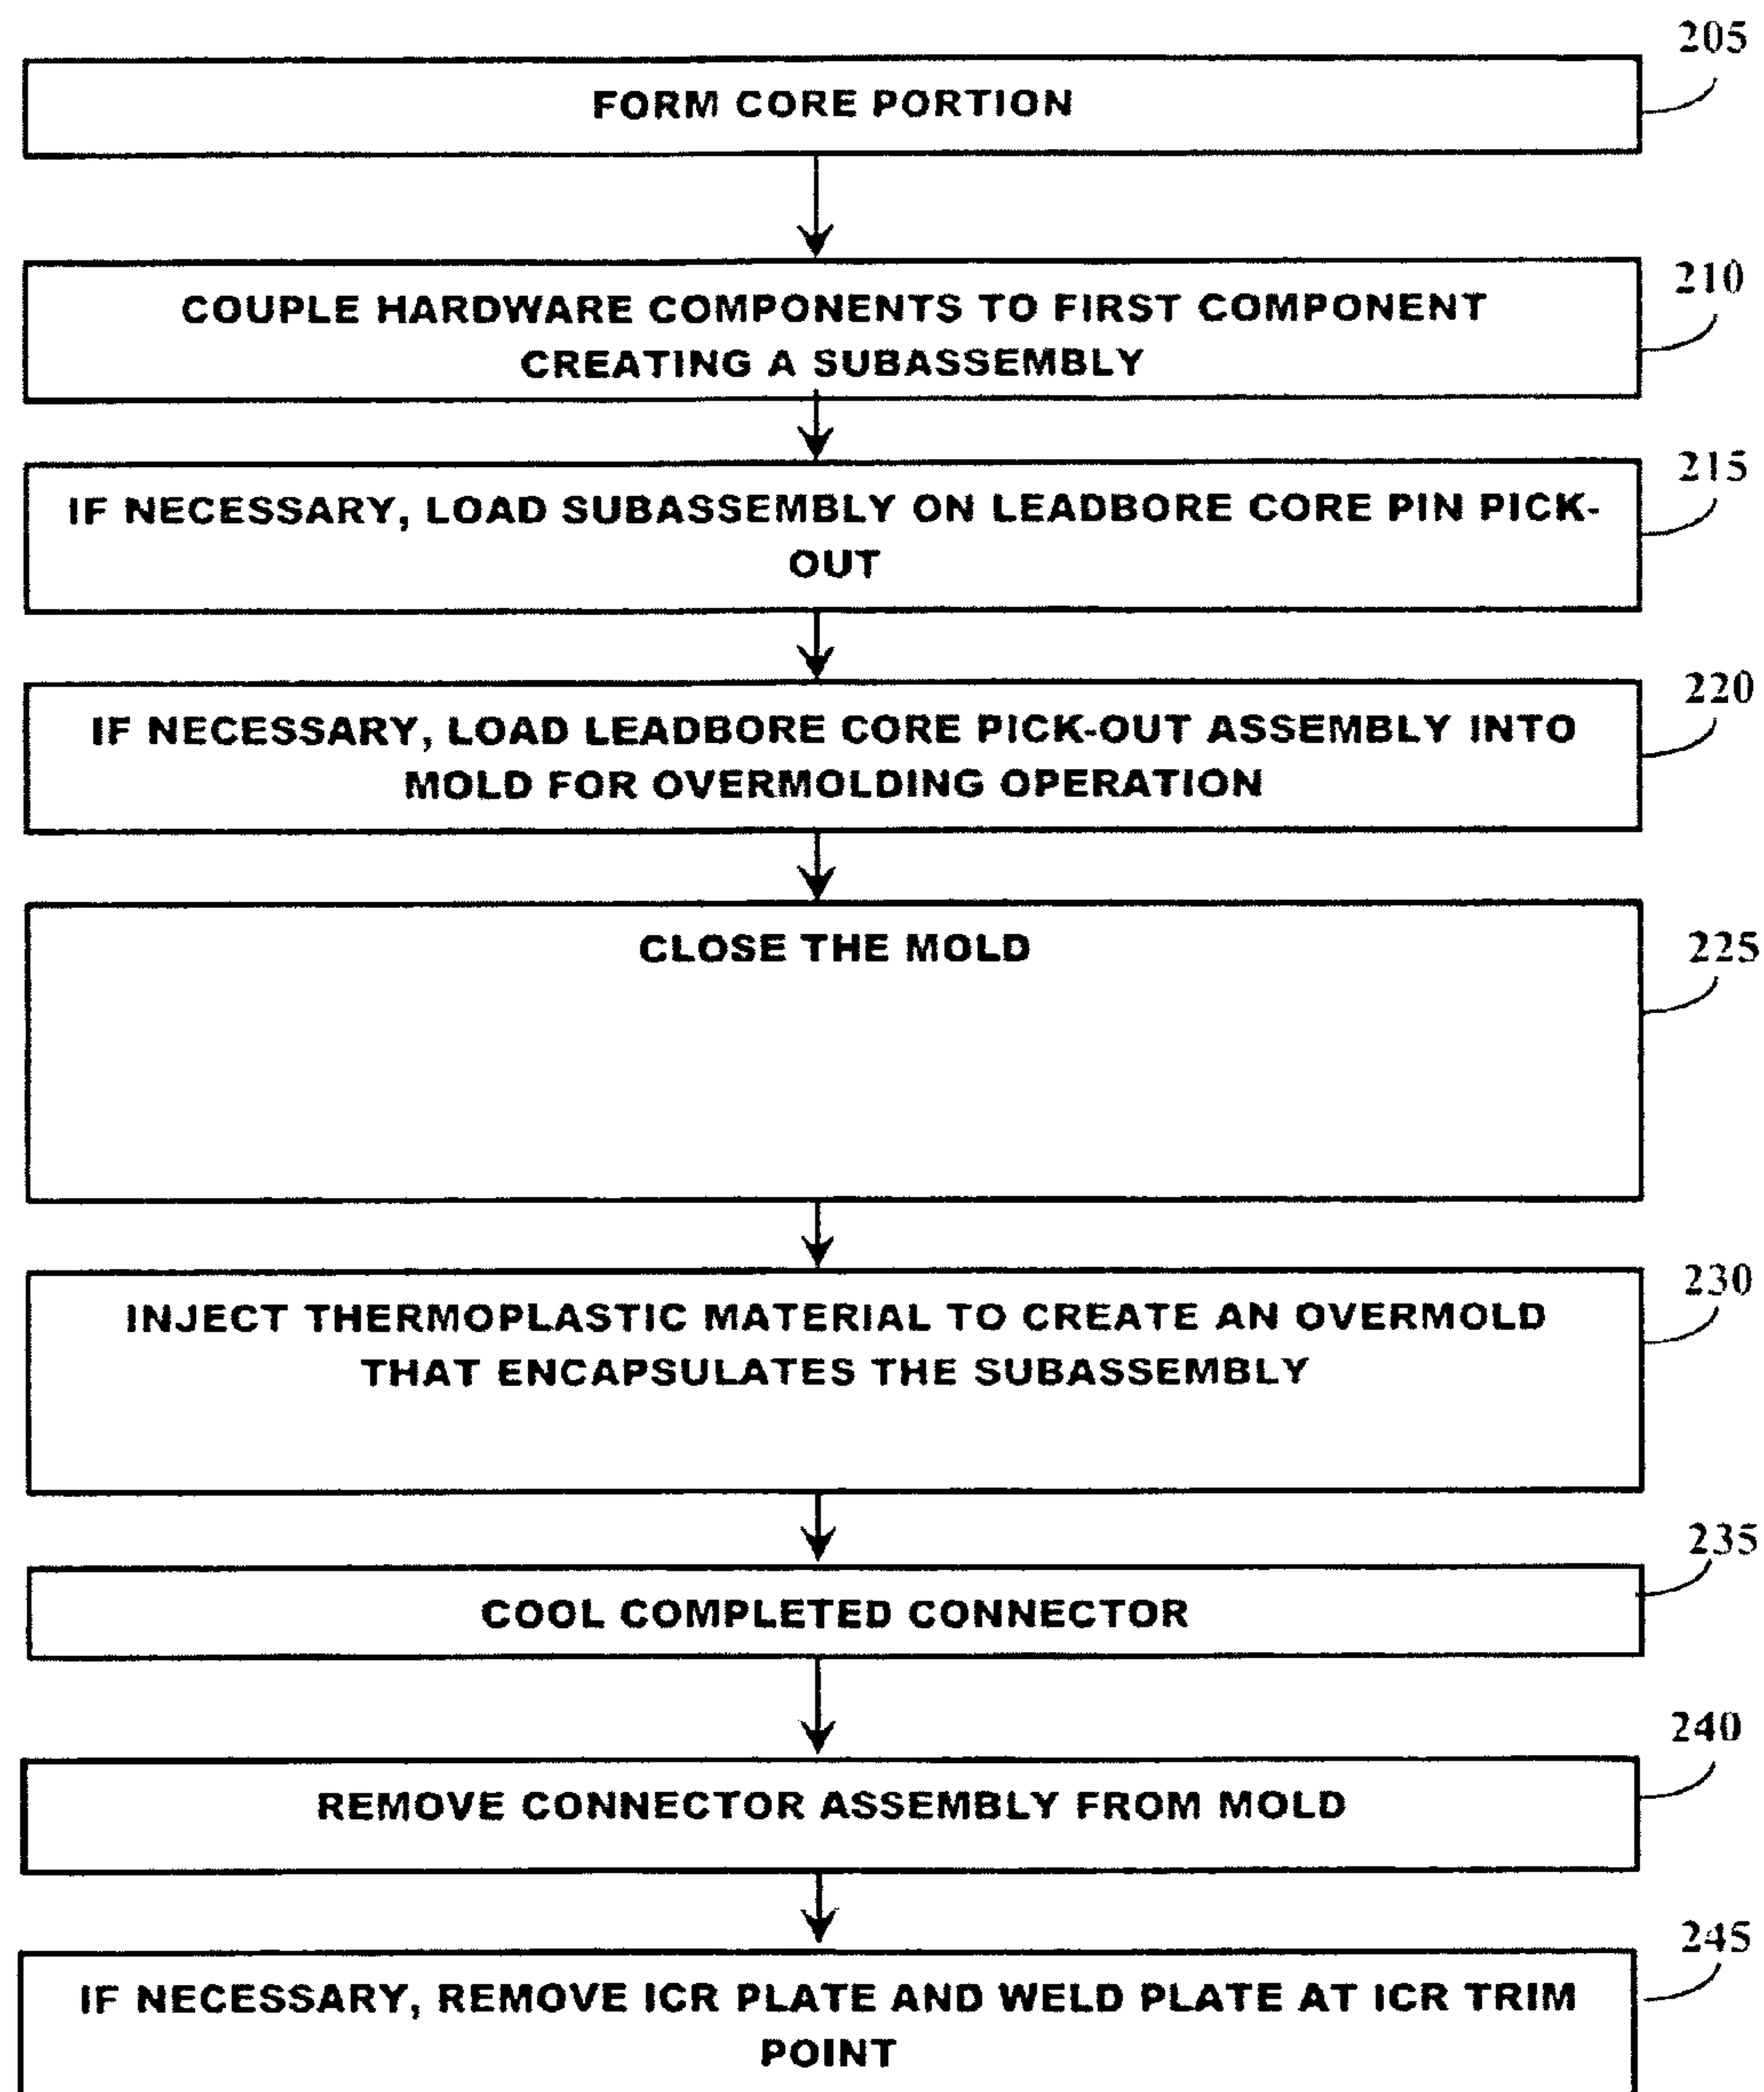 205
FORM CORE PORTION
210
COUPLE HARDWARE COMPONENTS TO FIRST COMPONENT
CREATING A SUBASSEMBLY
215
IF NECESSARY, LOAD SUBASSEMBLY ON LEADBORE CORE PIN PICK-
OUT
220
IF NECESSARY, LOAD LEADBORE CORE PICK-OUT ASSEMBLY INTO
MOLD FOR OVERMOLDING OPERATION
CLOSE THE MOLD
225
230
INJECT THERMOPLASTIC MATERIAL TO CREATE AN OVERMOLD
THAT ENCAPSULATES THE SUBASSEMBLY
235
COOL COMPLETED CONNECTOR
240
REMOVE CONNECTOR ASSEMBLY FROM MOLD
245
IF NECESSARY, REMOVE ICR PLATE AND WELD PLATE AT ICR TRIM
POINT